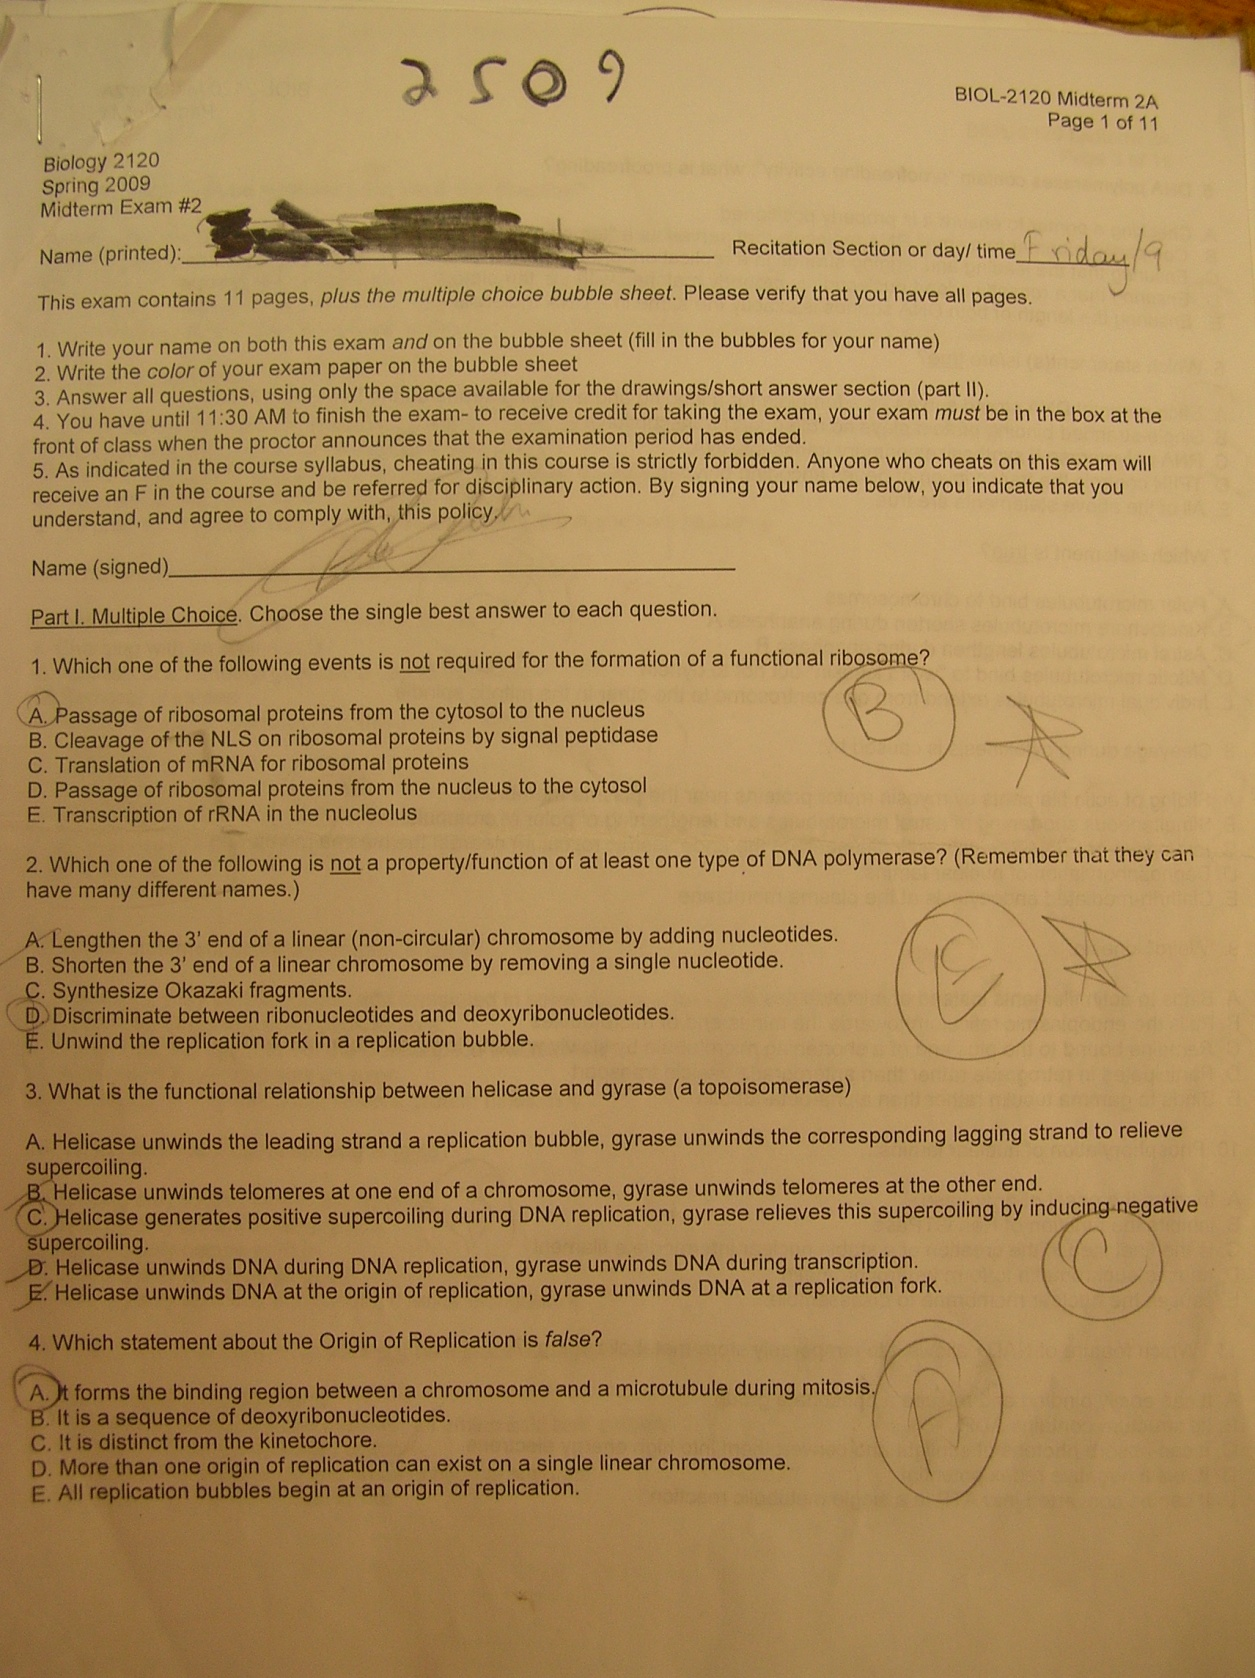 2509
BIOL-2120 Midterm 2A
Page 1 of 11
Biology 2120
Spring 2009
Midterm Exam #2
Name (printed):
Recitation Section or day/ time Friday/9
This exam contains 11 pages, plus the multiple choice bubble sheet. Please verify that you have all pages.
1. Write your name on both this exam and on the bubble sheet (fill in the bubbles for your name)
2. Write the color of your exam paper on the bubble sheet
3. Answer all questions, using only the space available for the drawings/short answer section (part II).
4. You have until 11:30 AM to finish the exam- to receive credit for taking the exam, your exam must be in the box at the
front of class when the proctor announces that the examination period has ended.
5. As indicated in the course syllabus, cheating in this course is strictly forbidden. Anyone who cheats on this exam will
receive an F in the course and be referred for disciplinary action. By signing your name below, you indicate that you
understand, and agree to comply with, this policy.
Name (signed)
Part I. Multiple Choice. Choose the single best answer to each question.
1. Which one of the following events is not required for the formation of a functional ribosome?
A. Passage of ribosomal proteins from the cytosol to the nucleus
B. Cleavage of the NLS on ribosomal proteins by signal peptidase
C. Translation of mRNA for ribosomal proteins
D. Passage of ribosomal proteins from the nucleus to the cytosol
E. Transcription of rRNA in the nucleolus
B
2. Which one of the following is not a property/function of at least one type of DNA polymerase? (Remember that they can
have many different names.)
A. Lengthen the 3' end of a linear (non-circular) chromosome by adding nucleotides.
B. Shorten the 3' end of a linear chromosome by removing a single nucleotide.
C. Synthesize Okazaki fragments.
D. Discriminate between ribonucleotides and deoxyribonucleotides.
E. Unwind the replication fork in a replication bubble.
E
3. What is the functional relationship between helicase and gyrase (a topoisomerase)
A. Helicase unwinds the leading strand a replication bubble, gyrase unwinds the corresponding lagging strand to relieve
supercoiling.
B. Helicase unwinds telomeres at one end of a chromosome, gyrase unwinds telomeres at the other end.
C. Helicase generates positive supercoiling during DNA replication, gyrase relieves this supercoiling by inducing negative
supercoiling.
D. Helicase unwinds DNA during DNA replication, gyrase unwinds DNA during transcription.
E. Helicase unwinds DNA at the origin of replication, gyrase unwinds DNA at a replication fork.
C
4. Which statement about the Origin of Replication is false?
A. It forms the binding region between a chromosome and a microtubule during mitosis.
B. It is a sequence of deoxyribonucleotides.
C. It is distinct from the kinetochore.
D. More than one origin of replication can exist on a single linear chromosome.
E. All replication bubbles begin at an origin of replication.
A